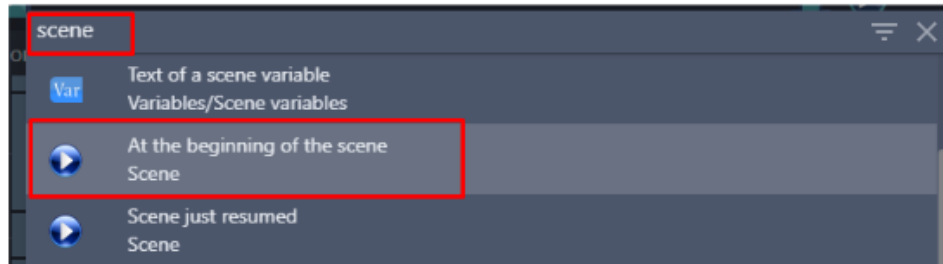 scene
Var
Text of a scene variable
Variables/Scene variables
At the beginning of the scene
Scene
Scene just resumed
Scene